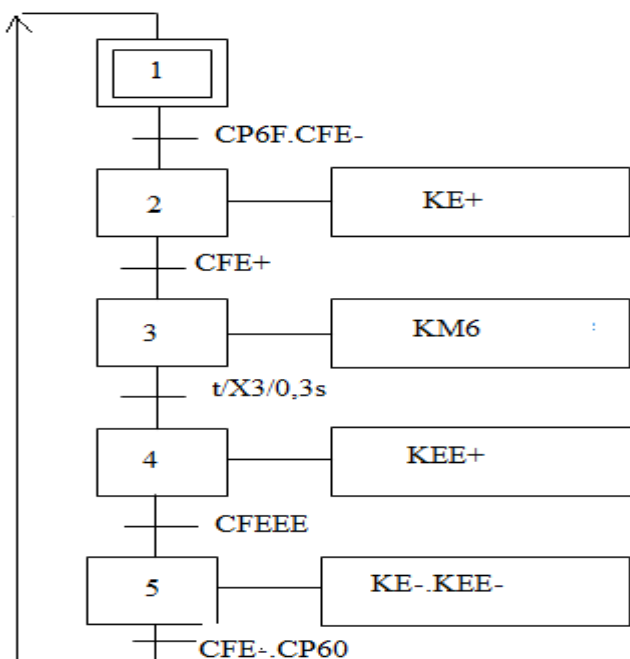 1
CP6F.CFE-
2 KE+
CFE+
3 KM6
t/X3/0,3s
4 KEE+
CFEEE
5 KE-.KEE-
CFE-.CP60